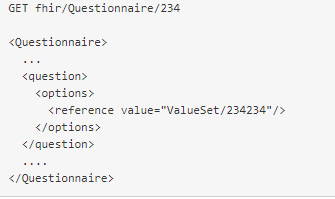 GET fhir/Questionnaire/234
<Questionnaire>
...
<question>
<options>
<reference value="ValueSet/234234"/>
</options>
</question>
....
</Questionnaire>